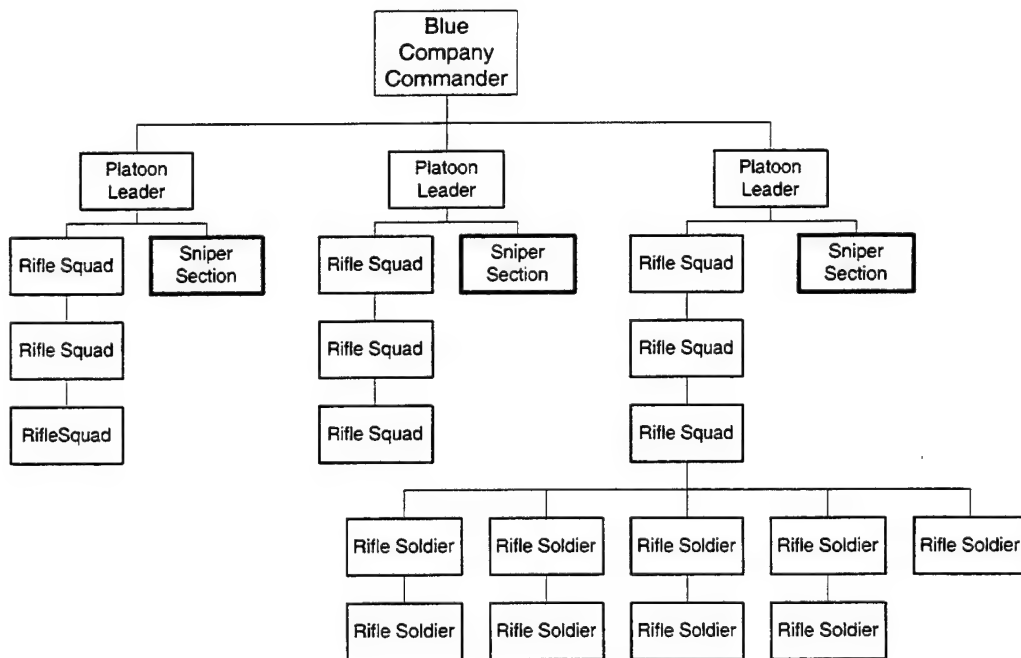 Blue
Company
Commander
Platoon
Leader
Platoon
Leader
Platoon
Leader
Rifle Squad
Sniper
Section
Rifle Squad
Sniper
Section
Rifle Squad
Sniper
Section
Rifle Squad
Rifle Squad
Rifle Squad
RifleSquad
Rifle Squad
Rifle Squad
Rifle Soldier
Rifle Soldier
Rifle Soldier
Rifle Soldier
Rifle Soldier
Rifle Soldier
Rifle Soldier
Rifle Soldier
Rifle Soldier